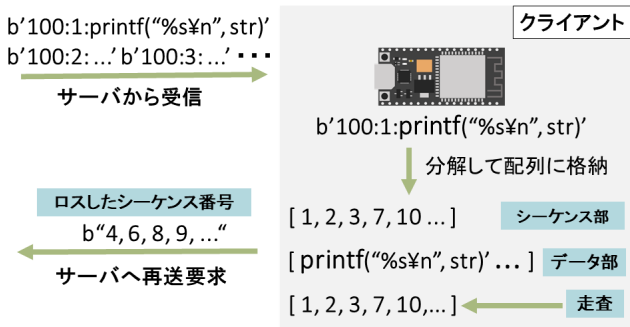 クライアント
b’100:1:printf(“%s¥n”, str)’
b’100:2: ...’ b’100:3: ...’ ・・・
サーバから受信
b’100:1:printf(“%s¥n”, str)’
分解して配列に格納
ロスしたシーケンス番号
b“4, 6, 8, 9, ...“
サーバへ再送要求
[ 1, 2, 3, 7, 10 ... ]
シーケンス部
[ printf(“%s¥n”, str)’ ... ]
データ部
[ 1, 2, 3, 7, 10,... ]
走査